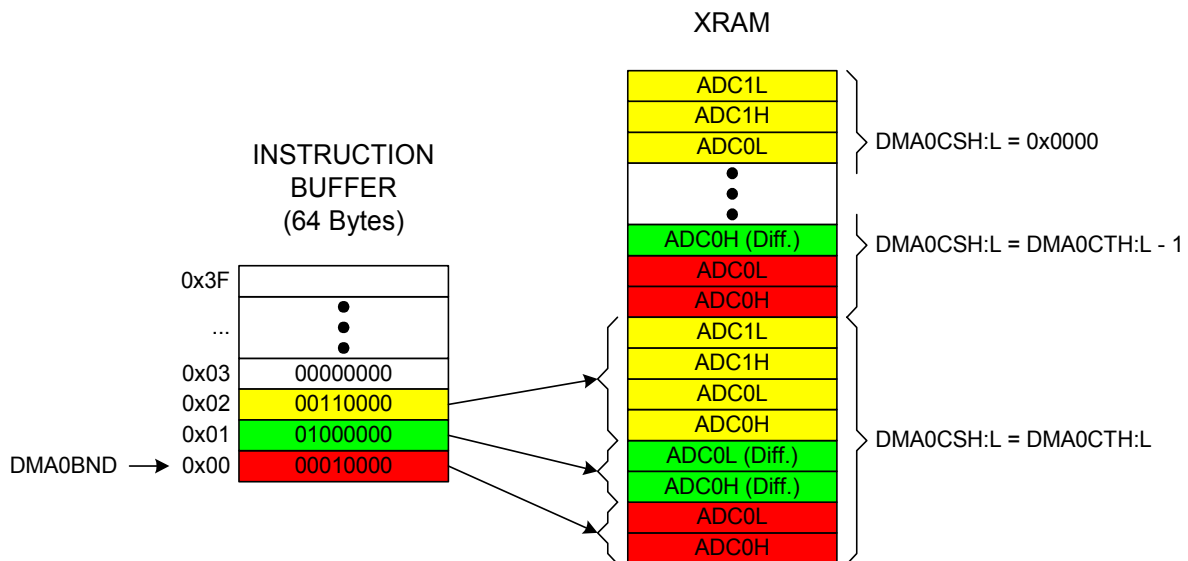 XRAM
ADC1L
ADC1H
ADC0L
DMA0CSH:L = 0x0000
INSTRUCTION
BUFFER
(64 Bytes)
ADC0H (Diff.)
ADC0L
ADC0H
DMA0CSH:L = DMA0CTH:L - 1
0x3F
...
0x03 00000000
0x02 00110000
0x01 01000000
DMA0BND 0x00 00010000
ADC1L
ADC1H
ADC0L
ADC0H
ADC0L (Diff.)
ADC0H (Diff.)
ADC0L
ADC0H
DMA0CSH:L = DMA0CTH:L